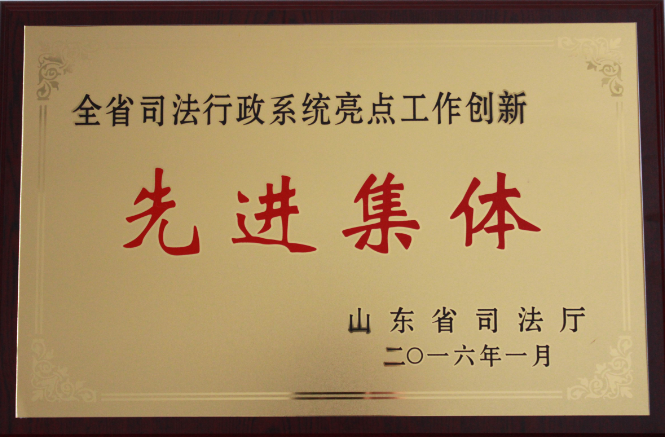 全省司法行政系统亮点工作创新
先进集体
山东省司法厅
二〇一六年一月